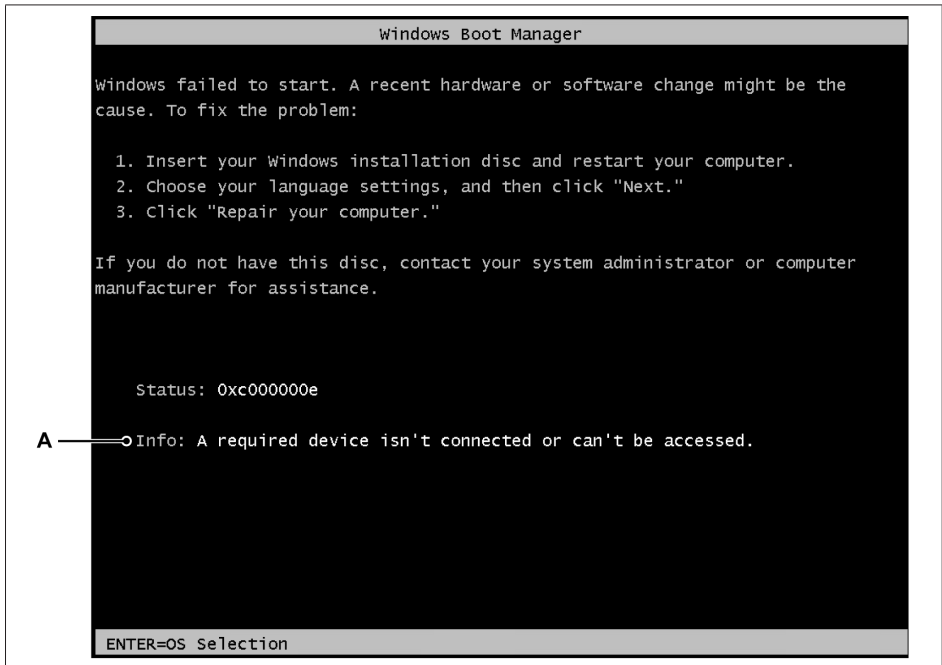 Windows Boot Manager
Windows failed to start. A recent hardware or software change might be the
cause. To fix the problem:
1. Insert your Windows installation disc and restart your computer.
2. Choose your language settings, and then click "Next."
3. Click "Repair your computer."
If you do not have this disc, contact your system administrator or computer
manufacturer for assistance.
Status: 0xc000000e
A
Info: A required device isn't connected or can't be accessed.
ENTER=OS Selection